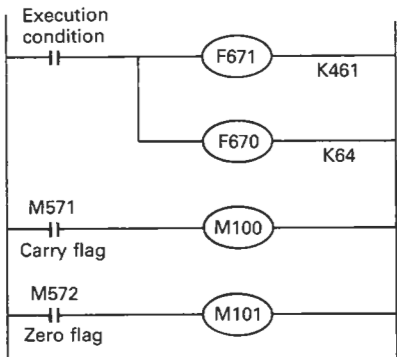 Execution
condition
F671
K461
F670
K64
M571
M100
Carry flag
M572
M101
Zero flag